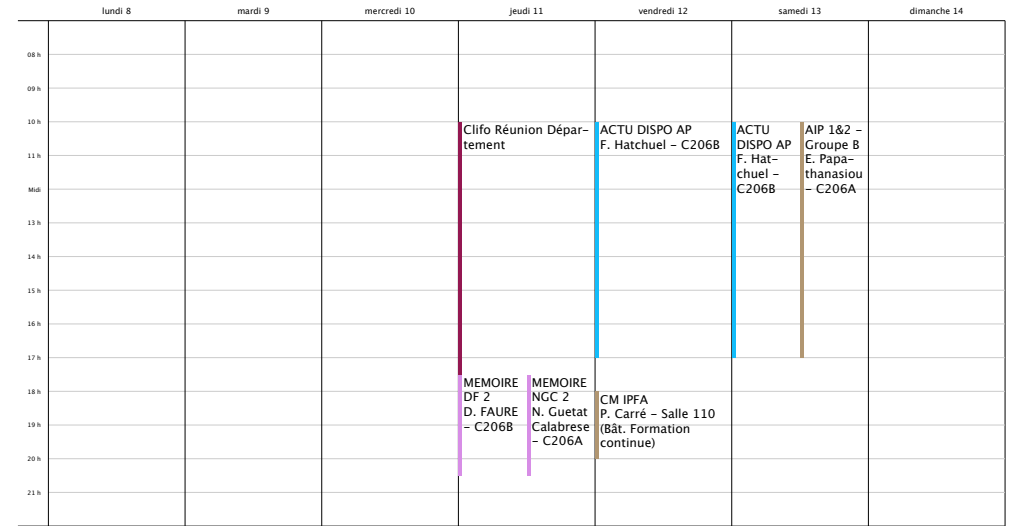 lundi 8
mardi 9
mercredi 10
jeudi 11
vendredi 12
samedi 13
dimanche 14
08 h
09 h
10 h
11 h
Midi
13 h
14 h
15 h
16 h
17 h
18 h
19 h
20 h
21 h
Clifo Réunion Dépar-
tement
MEMOIRE
DF 2
D. FAURE
- C206B
MEMOIRE
NGC 2
N. Guetat
Calabrese
- C206A
ACTU DISPO AP
F. Hatchuel - C206B
CM IPFA
P. Carré - Salle 110
(Bât. Formation
continue)
ACTU
DISPO AP
F. Hat-
chuel -
C206B
AIP 1&2 -
Groupe B
E. Papa-
thanasiou
- C206A